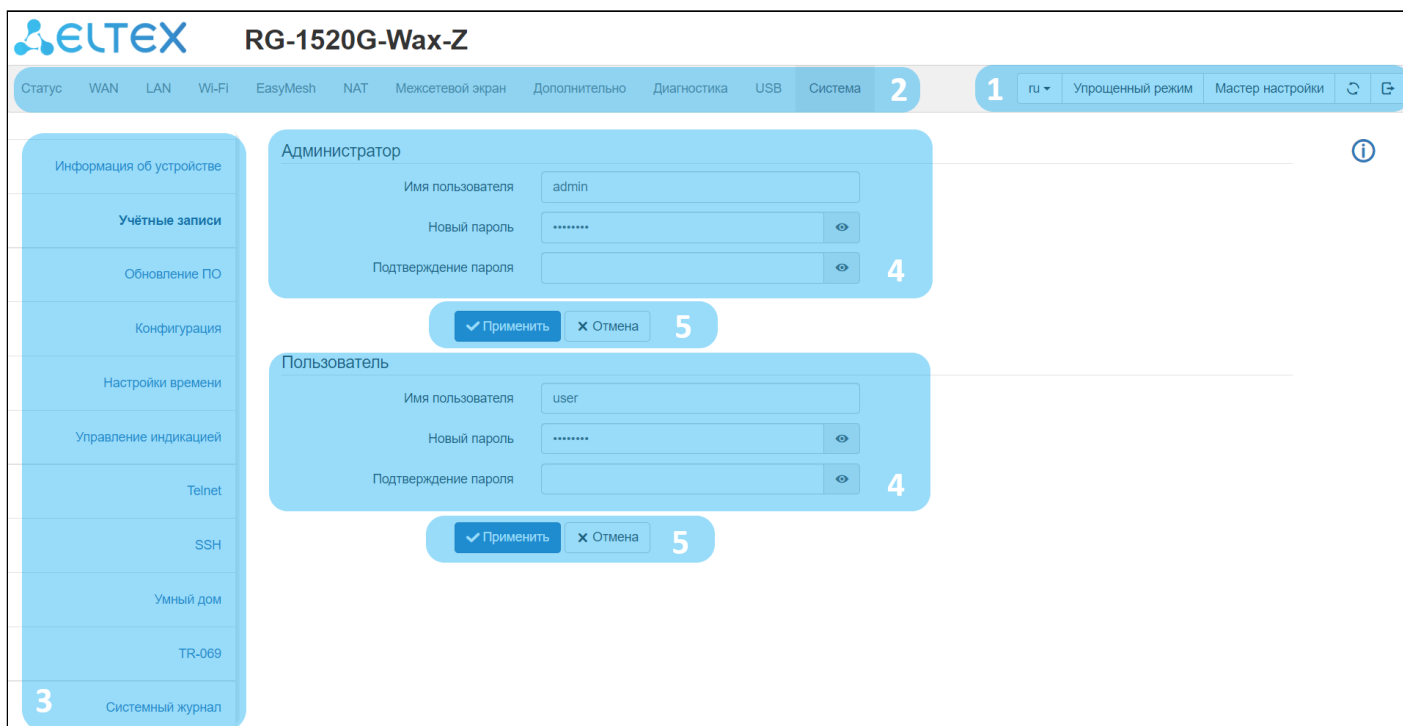 ELTEX RG-1520G-Wax-Z
Статус WAN LAN Wi-Fi EasyMesh NAT Межсетевой экран Дополнительно Диагностика USB Система 2 1 ru Упрощенный режим Мастер настройки
Информация об устройстве
Учётные записи
Обновление ПО
Конфигурация
Настройки времени
Управление индикацией
Telnet
SSH
Умный дом
TR-069
Системный журнал
3
Администратор
Имя пользователя admin
Новый пароль ••••••••
Подтверждение пароля
4
Применить Отмена 5
Пользователь
Имя пользователя user
Новый пароль ••••••••
Подтверждение пароля
4
Применить Отмена 5